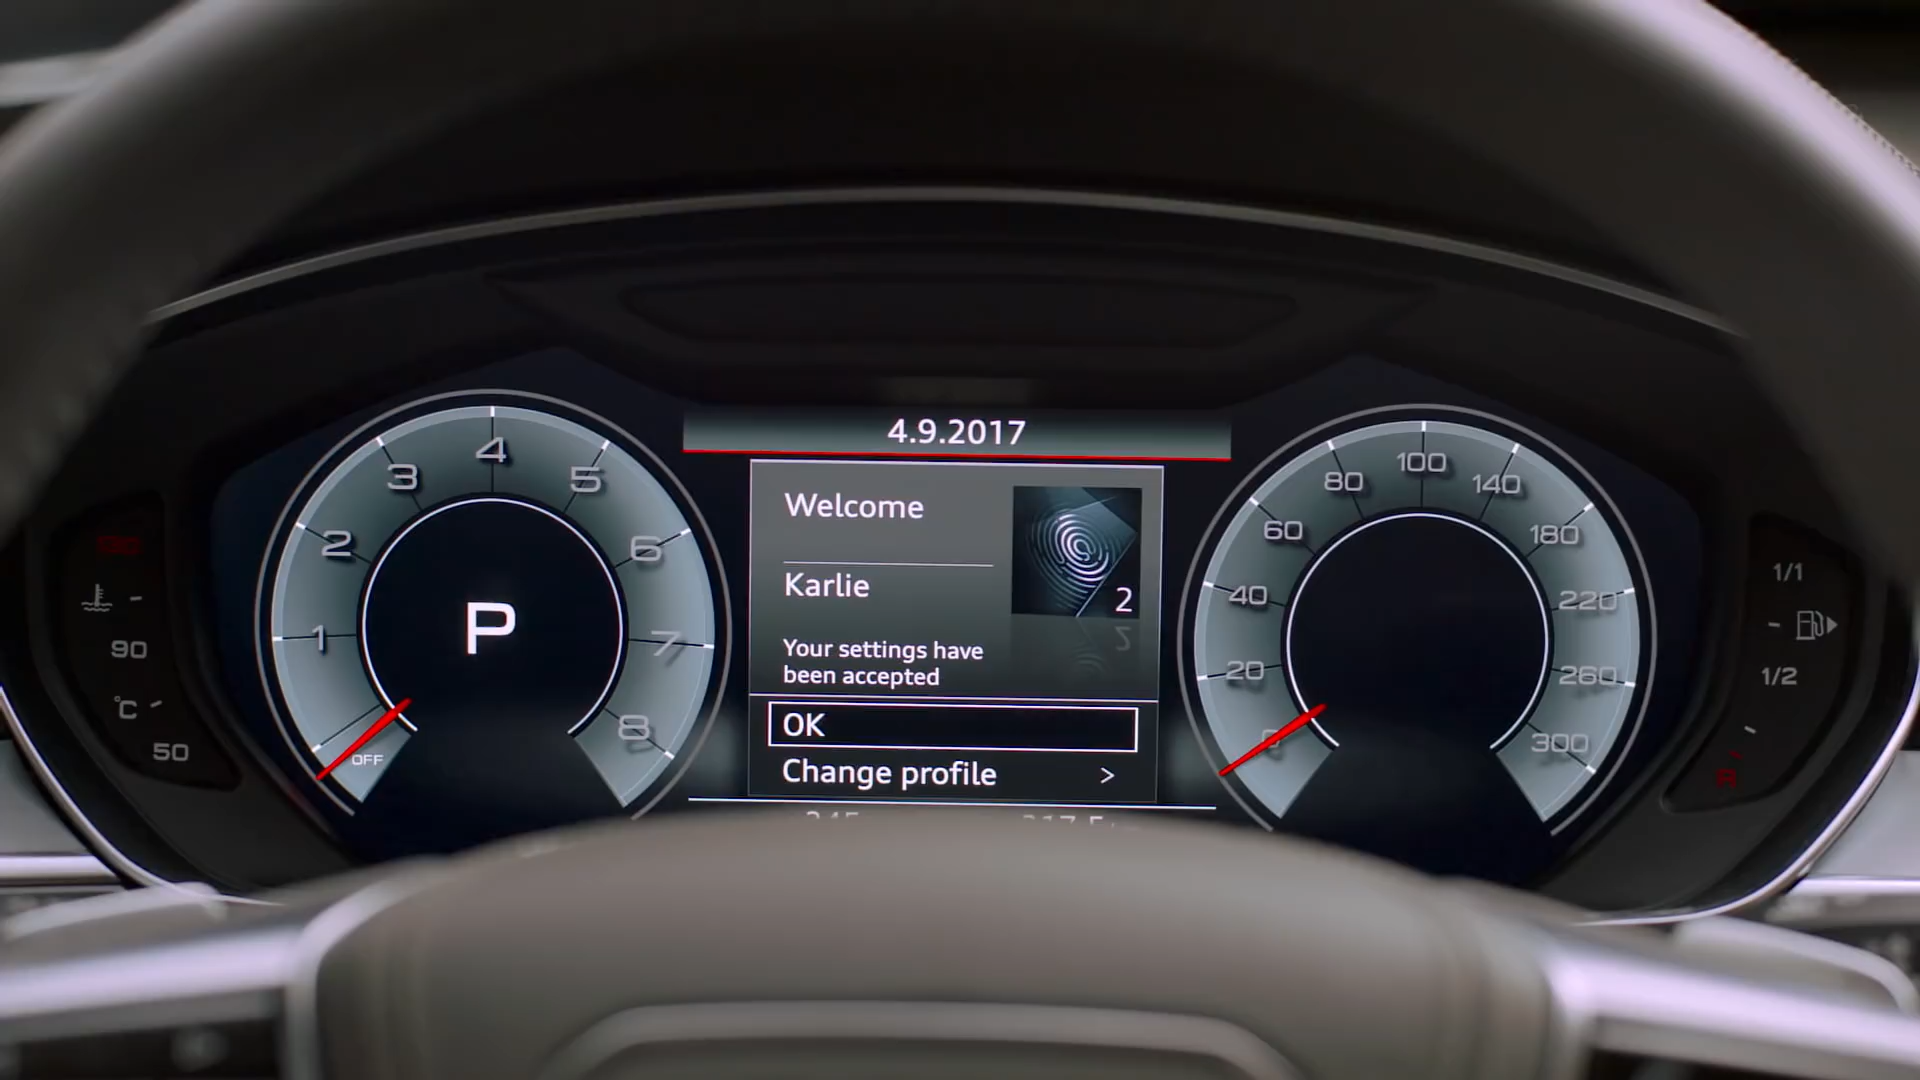 4.9.2017
Welcome
Karlie
2
Your settings have
been accepted
OK
Change profile >
P
OFF
1
2
3
4
5
6
7
8
0
20
40
60
80
100
140
180
220
260
300
130
90
°C
50
1/1
1/2
R